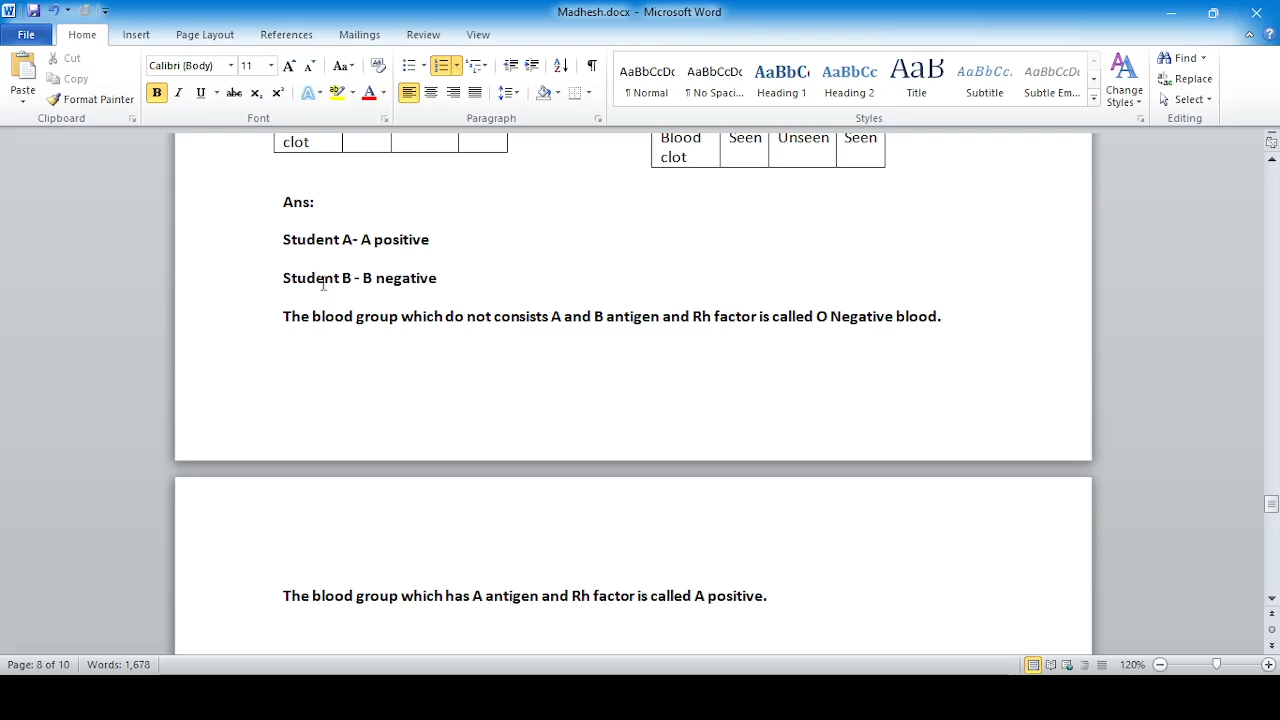 Madhesh.docx - Microsoft Word
File Home Insert Page Layout References Mailings Review View
Paste
Cut
Copy
Format Painter
Clipboard
Calibri (Body) 11
Font
Paragraph
AaBbCcDc AaBbCcDc AaBbC AaBbCc AaB AaBbCc. AaBbCcDc
¶ Normal ¶ No Spaci... Heading 1 Heading 2 Title Subtitle Subtle Em...
Change
Styles
Styles
Find
Replace
Select
Editing
clot
Blood clot Seen Unseen Seen
Ans:
Student A- A positive
Student B - B negative
The blood group which do not consists A and B antigen and Rh factor is called O Negative blood.
The blood group which has A antigen and Rh factor is called A positive.
Page: 8 of 10 Words: 1,678 120%